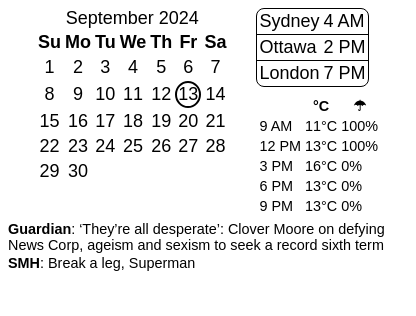 September 2024
Su Mo Tu We Th Fr Sa
1 2 3 4 5 6 7
8 9 10 11 12 13 14
15 16 17 18 19 20 21
22 23 24 25 26 27 28
29 30
Sydney 4 AM
Ottawa 2 PM
London 7 PM
°C ☂
9 AM 11°C 100%
12 PM 13°C 100%
3 PM 16°C 0%
6 PM 13°C 0%
9 PM 13°C 0%
Guardian: ‘They’re all desperate’: Clover Moore on defying
News Corp, ageism and sexism to seek a record sixth term
SMH: Break a leg, Superman